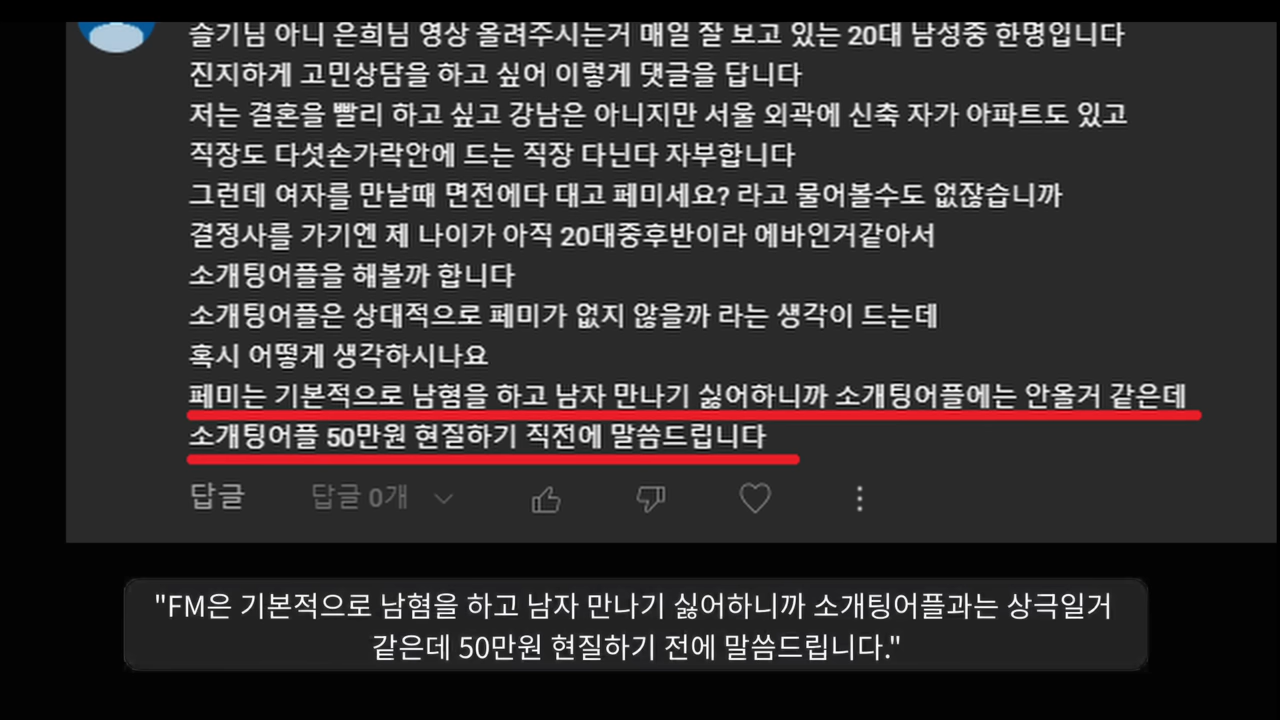 슬기님 아니 은희님 영상 올려주시는거 매일 잘 보고 있는 20대 남성중 한명입니다
진지하게 고민상담을 하고 싶어 이렇게 댓글을 답니다
저는 결혼을 빨리 하고 싶고 강남은 아니지만 서울 외곽에 신축 자가 아파트도 있고
직장도 다섯손가락안에 드는 직장 다닌다 자부합니다
그런데 여자를 만날때 면전에다 대고 페미세요? 라고 물어볼수도 없잖습니까
결정사를 가기엔 제 나이가 아직 20대중후반이라 에바인거같아서
소개팅어플을 해볼까 합니다
소개팅어플은 상대적으로 페미가 없지 않을까 라는 생각이 드는데
혹시 어떻게 생각하시나요
페미는 기본적으로 남혐을 하고 남자 만나기 싫어하니까 소개팅어플에는 안올거 같은데
소개팅어플 50만원 현질하기 직전에 말씀드립니다
답글 답글 0개
"FM은 기본적으로 남혐을 하고 남자 만나기 싫어하니까 소개팅어플과는 상극일거
같은데 50만원 현질하기 전에 말씀드립니다."